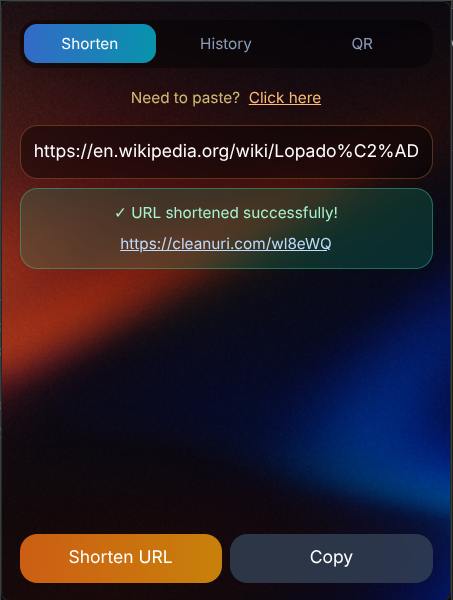 Shorten History QR
Need to paste? Click here
https://en.wikipedia.org/wiki/Lopado%C2%AD
✓ URL shortened successfully!
https://cleanuri.com/wl8eWQ
Shorten URL Copy